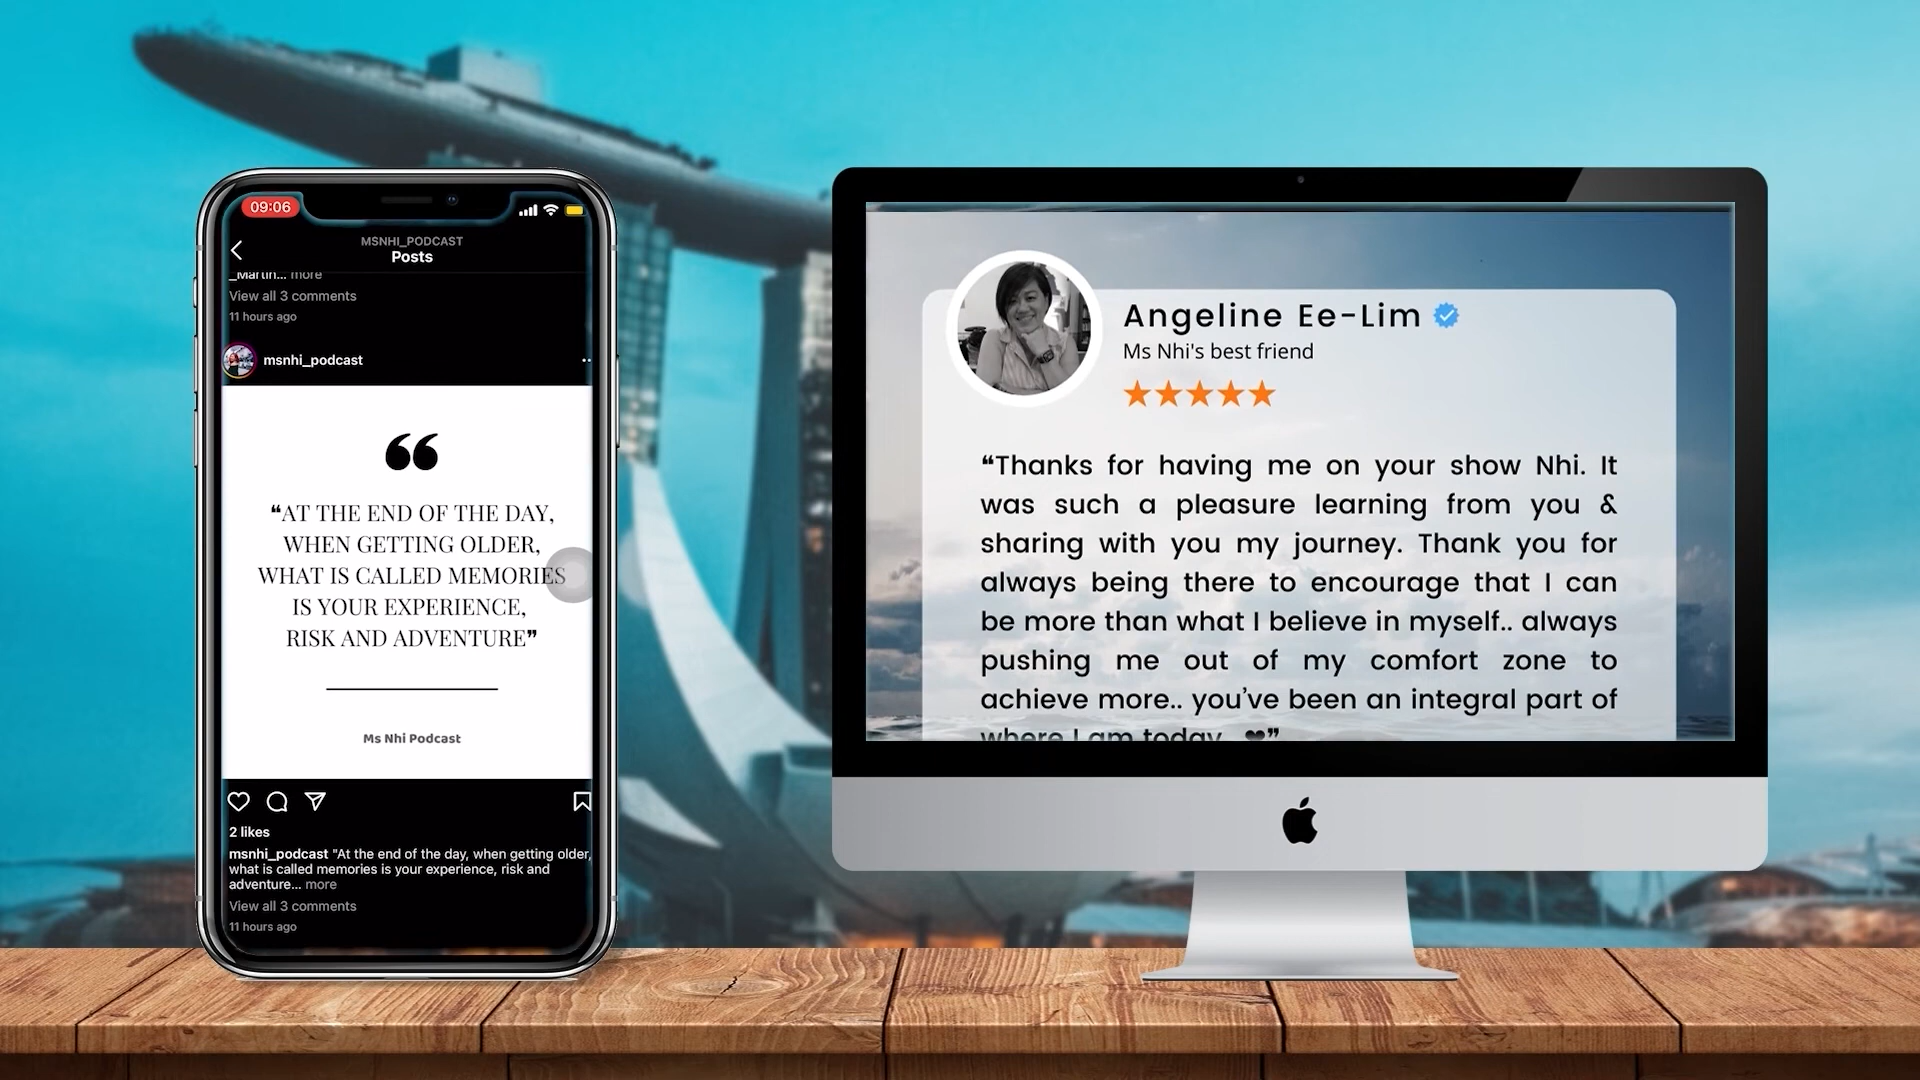 09:06
MSNHI_PODCAST
Posts
_Martin... more
View all 3 comments
11 hours ago
msnhi_podcast
❝AT THE END OF THE DAY,
WHEN GETTING OLDER,
WHAT IS CALLED MEMORIES
IS YOUR EXPERIENCE,
RISK AND ADVENTURE❞
Ms Nhi Podcast
2 likes
msnhi_podcast "At the end of the day, when getting older,
what is called memories is your experience, risk and
adventure... more
View all 3 comments
11 hours ago
Angeline Ee-Lim
Ms Nhi's best friend
❝Thanks for having me on your show Nhi. It
was such a pleasure learning from you &
sharing with you my journey. Thank you for
always being there to encourage that I can
be more than what I believe in myself.. always
pushing me out of my comfort zone to
achieve more.. you've been an integral part of
where I am today.. ❤❞